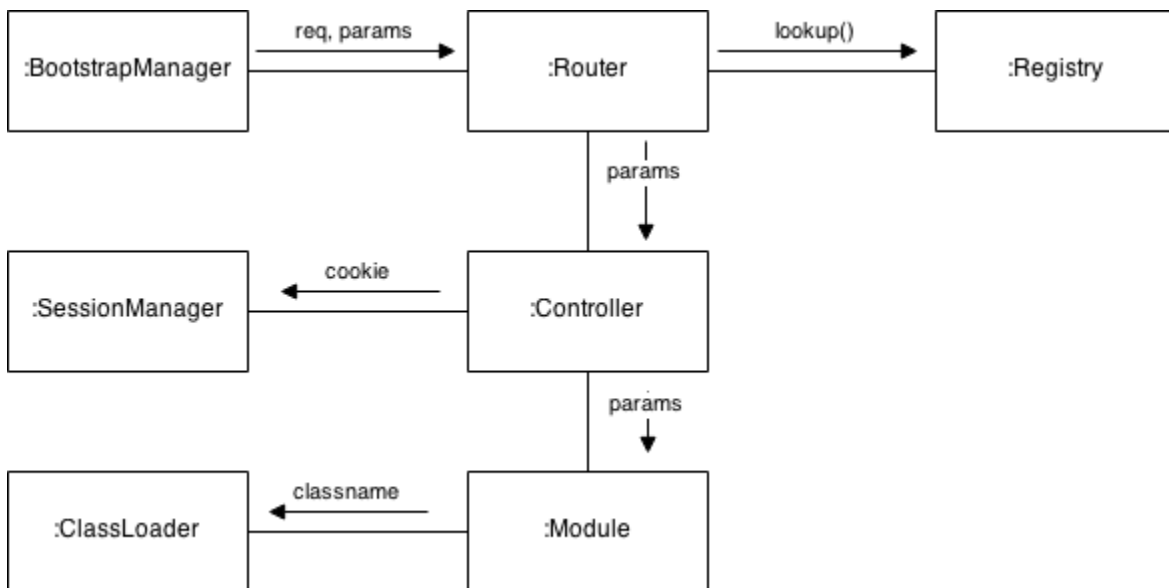 req, params
lookup()
:BootstrapManager
:Router
:Registry
params
cookie
:SessionManager
:Controller
params
classname
:ClassLoader
:Module